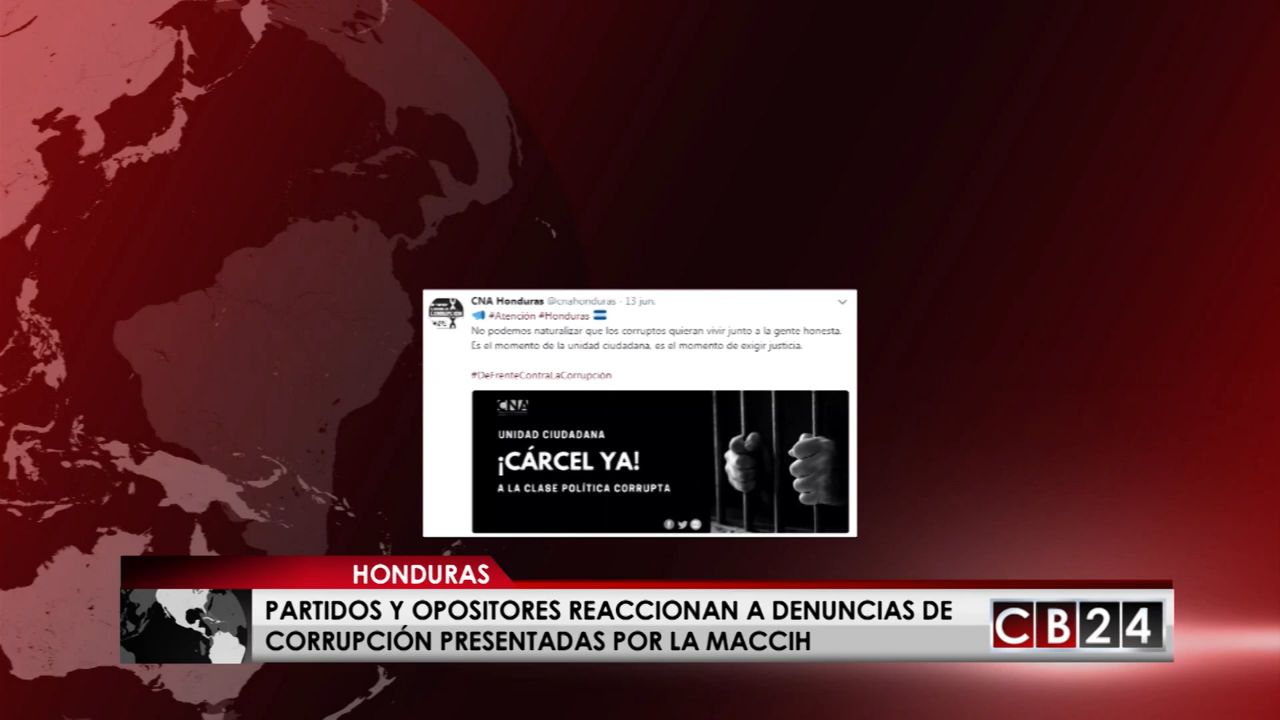 CNA Honduras @cnahonduras · 13 jun.
#Atención #Honduras
No podemos naturalizar que los corruptos quieran vivir junto a la gente honesta.
Es el momento de la unidad ciudadana, es el momento de exigir justicia.
#DeFrenteContraLaCorrupción
CNA
UNIDAD CIUDADANA
¡CÁRCEL YA!
A LA CLASE POLÍTICA CORRUPTA
HONDURAS
PARTIDOS Y OPOSITORES REACCIONAN A DENUNCIAS DE
CORRUPCIÓN PRESENTADAS POR LA MACCIH
CB24